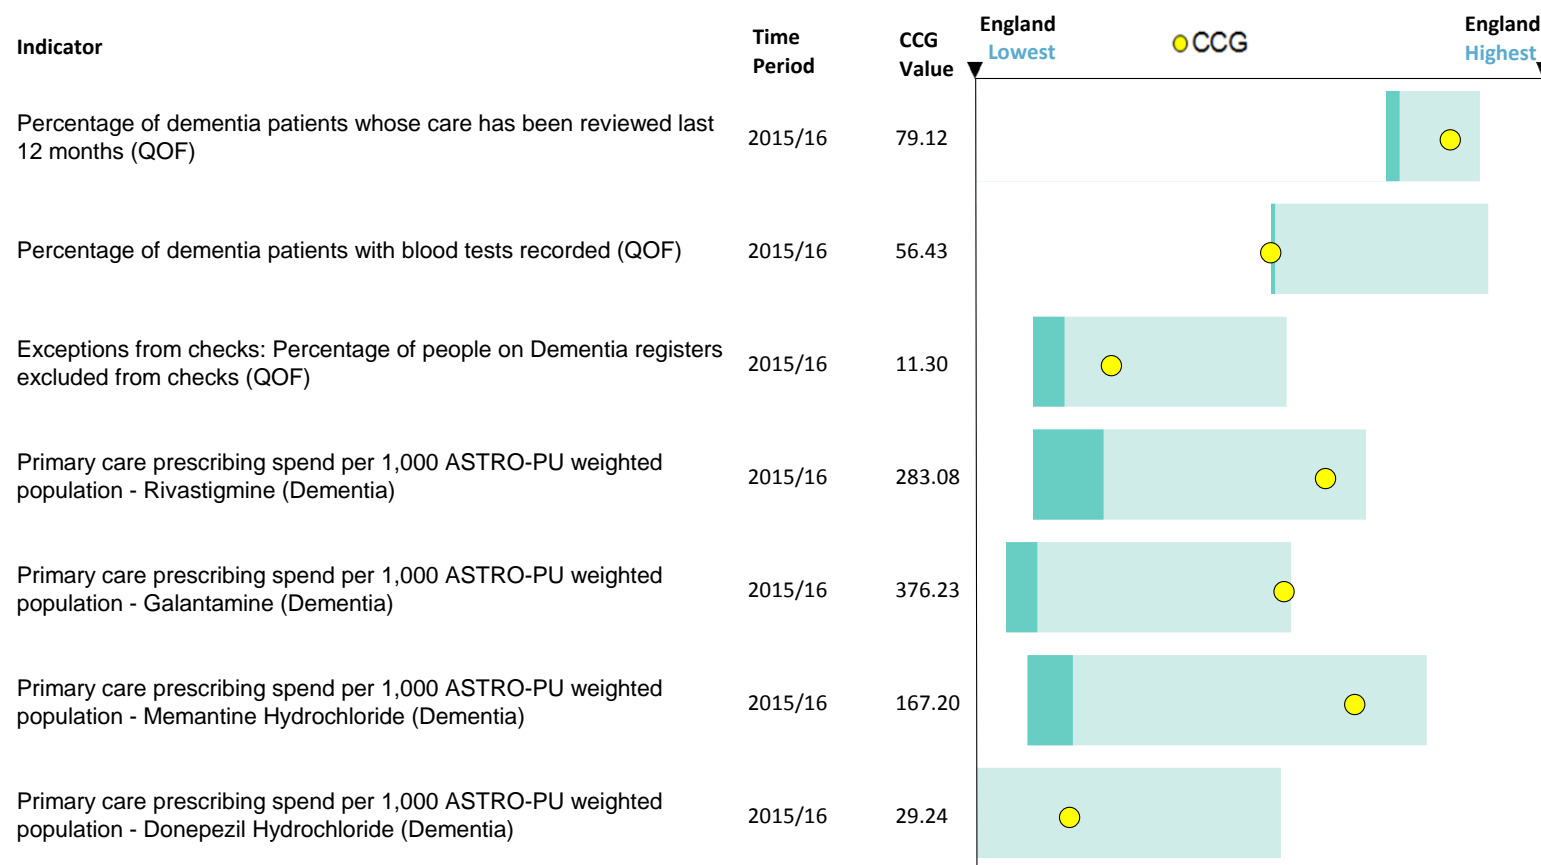 Indicator
Time
Period
CCG
Value
England
Lowest
CCG
England
Highest
Percentage of dementia patients whose care has been reviewed last
12 months (QOF)
2015/16
79.12
Percentage of dementia patients with blood tests recorded (QOF)
2015/16
56.43
Exceptions from checks: Percentage of people on Dementia registers
excluded from checks (QOF)
2015/16
11.30
Primary care prescribing spend per 1,000 ASTRO-PU weighted
population - Rivastigmine (Dementia)
2015/16
283.08
Primary care prescribing spend per 1,000 ASTRO-PU weighted
population - Galantamine (Dementia)
2015/16
376.23
Primary care prescribing spend per 1,000 ASTRO-PU weighted
population - Memantine Hydrochloride (Dementia)
2015/16
167.20
Primary care prescribing spend per 1,000 ASTRO-PU weighted
population - Donepezil Hydrochloride (Dementia)
2015/16
29.24